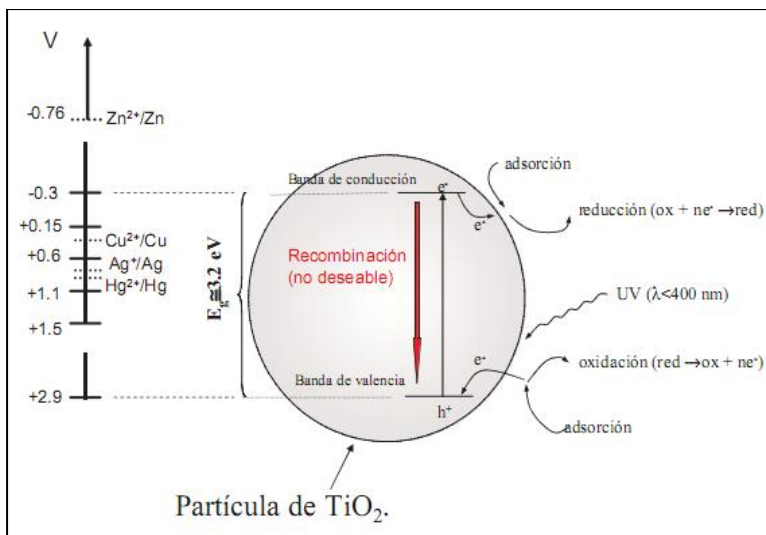 V
-0.76
Zn²⁺/Zn
-0.3
+0.15
Cu²⁺/Cu
+0.6
Ag⁺/Ag
Hg²⁺/Hg
+1.1
+1.5
+2.9
E_g≅3.2 eV
Banda de conducción
e⁻
e⁻
Recombinación
(no deseable)
Banda de valencia
e⁻
h⁺
adsorción
reducción (ox + ne⁻ →red)
UV (λ<400 nm)
oxidación (red →ox + ne⁻)
adsorción
Partícula de TiO₂.